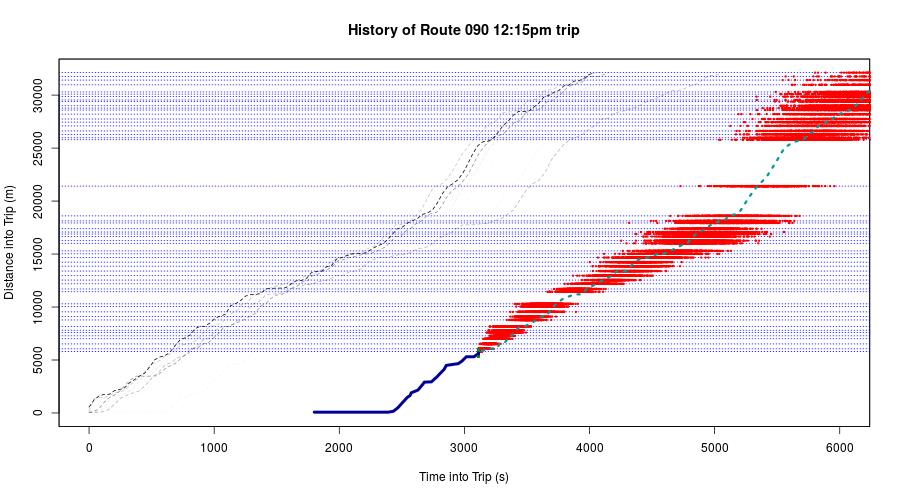 History of Route 090 12:15pm trip
Distance into Trip (m)
30000
25000
20000
15000
10000
5000
0
0 1000 2000 3000 4000 5000 6000
Time into Trip (s)